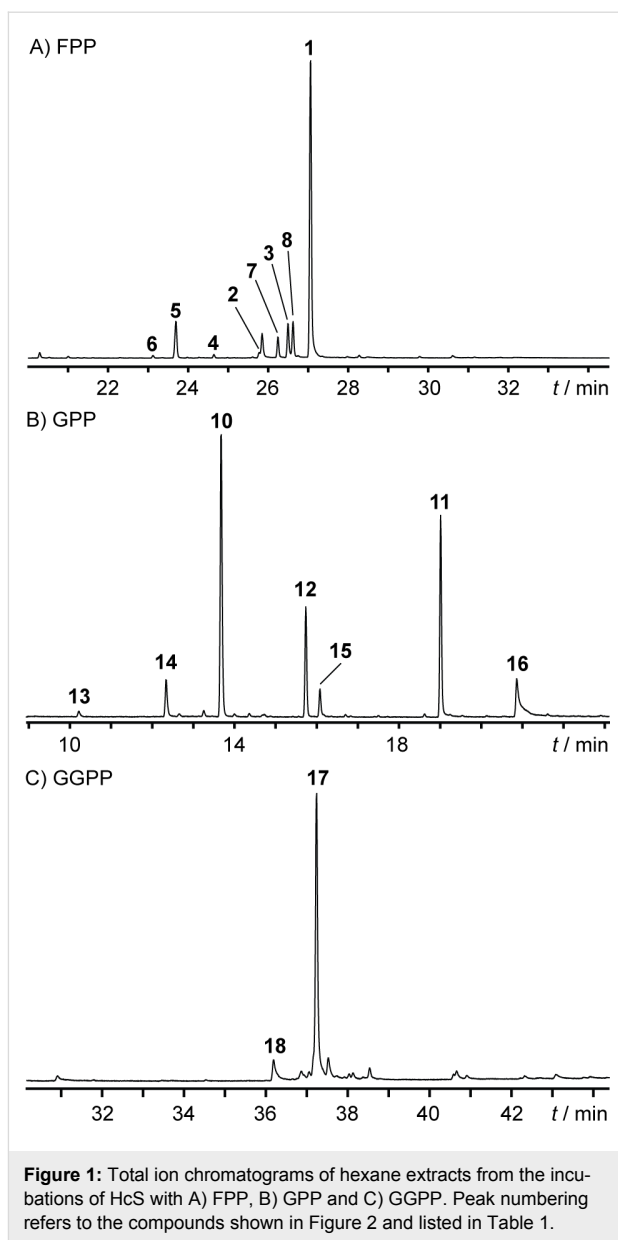 A) FPP
1
8
3
7
2
5
6
4
22 24 26 28 30 32 t / min
B) GPP
10
11
12
15
14
16
13
10 14 18 t / min
C) GGPP
17
18
32 34 36 38 40 42 t / min
Figure 1: Total ion chromatograms of hexane extracts from the incu-
bations of HcS with A) FPP, B) GPP and C) GGPP. Peak numbering
refers to the compounds shown in Figure 2 and listed in Table 1.